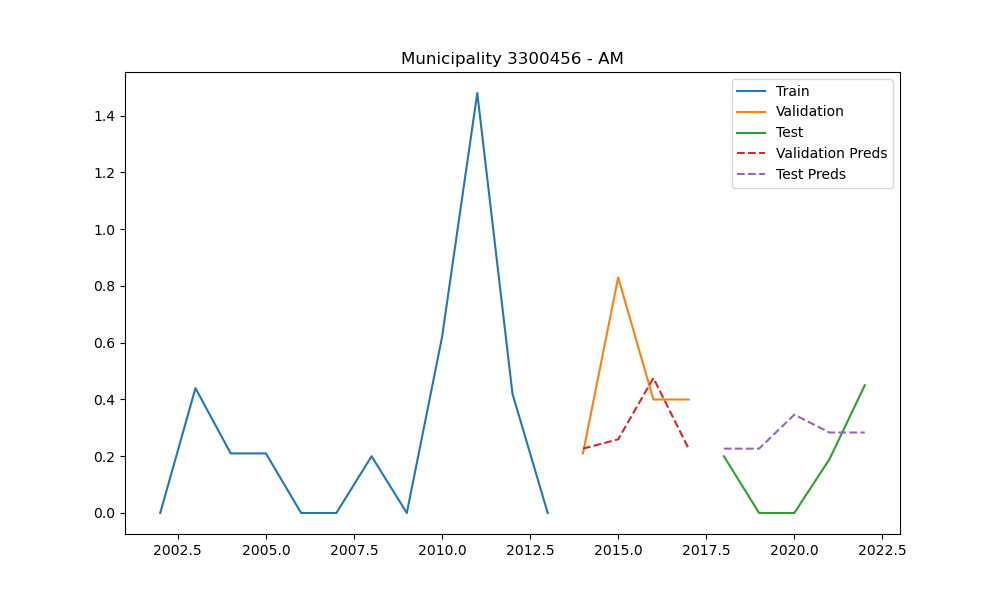 Municipality 3300456 - AM
Train
Validation
Test
Validation Preds
Test Preds
1.4
1.2
1.0
0.8
0.6
0.4
0.2
0.0
2002.5 2005.0 2007.5 2010.0 2012.5 2015.0 2017.5 2020.0 2022.5